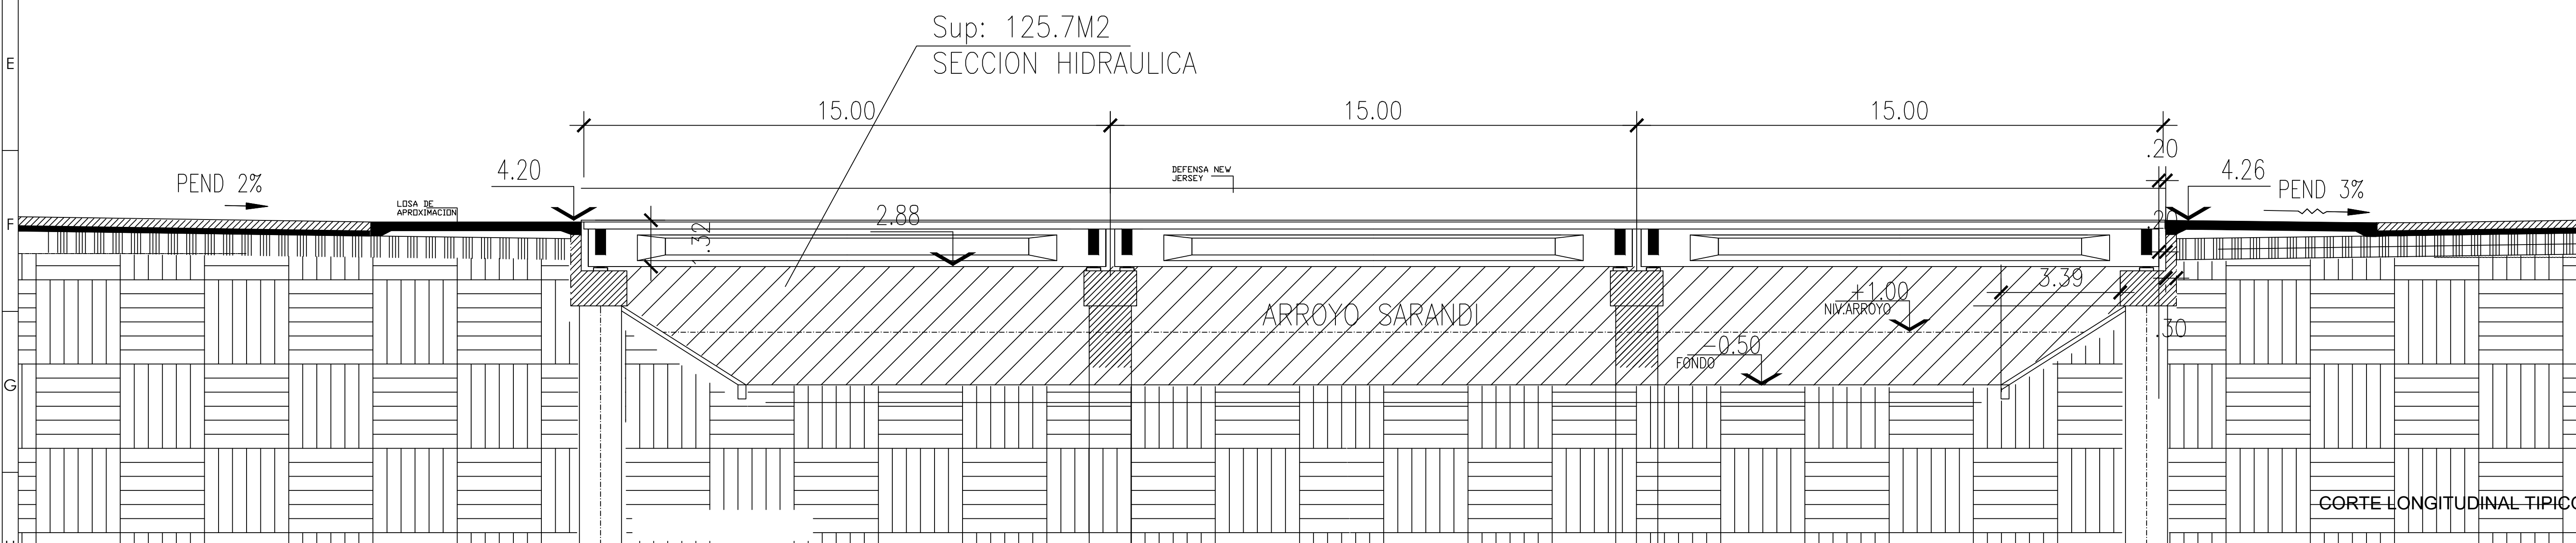 Sup: 125.7M2
SECCION HIDRAULICA
E
15.00
15.00
15.00
.20
4.20
4.26
PEND 2%
PEND 3%
DEFENSA NEW
JERSEY
LOSA DE
APROXIMACION
F
2.88
1.32
.20
3.39
+1.00
NIV.ARROYO
ARROYO SARANDI
.30
-0.50
FONDO
G
CORTE LONGITUDINAL TIPICO